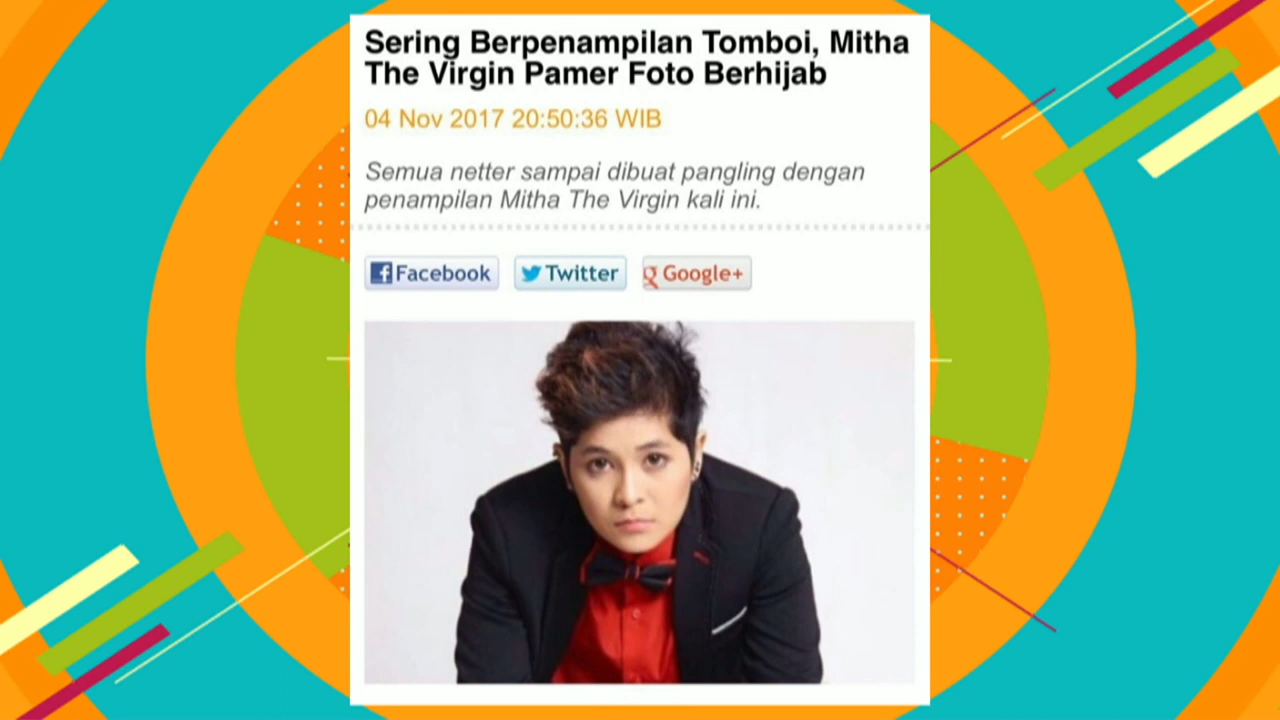 Sering Berpenampilan Tomboi, Mitha
The Virgin Pamer Foto Berhijab
04 Nov 2017 20:50:36 WIB
Semua netter sampai dibuat pangling dengan
penampilan Mitha The Virgin kali ini.
Facebook Twitter Google+